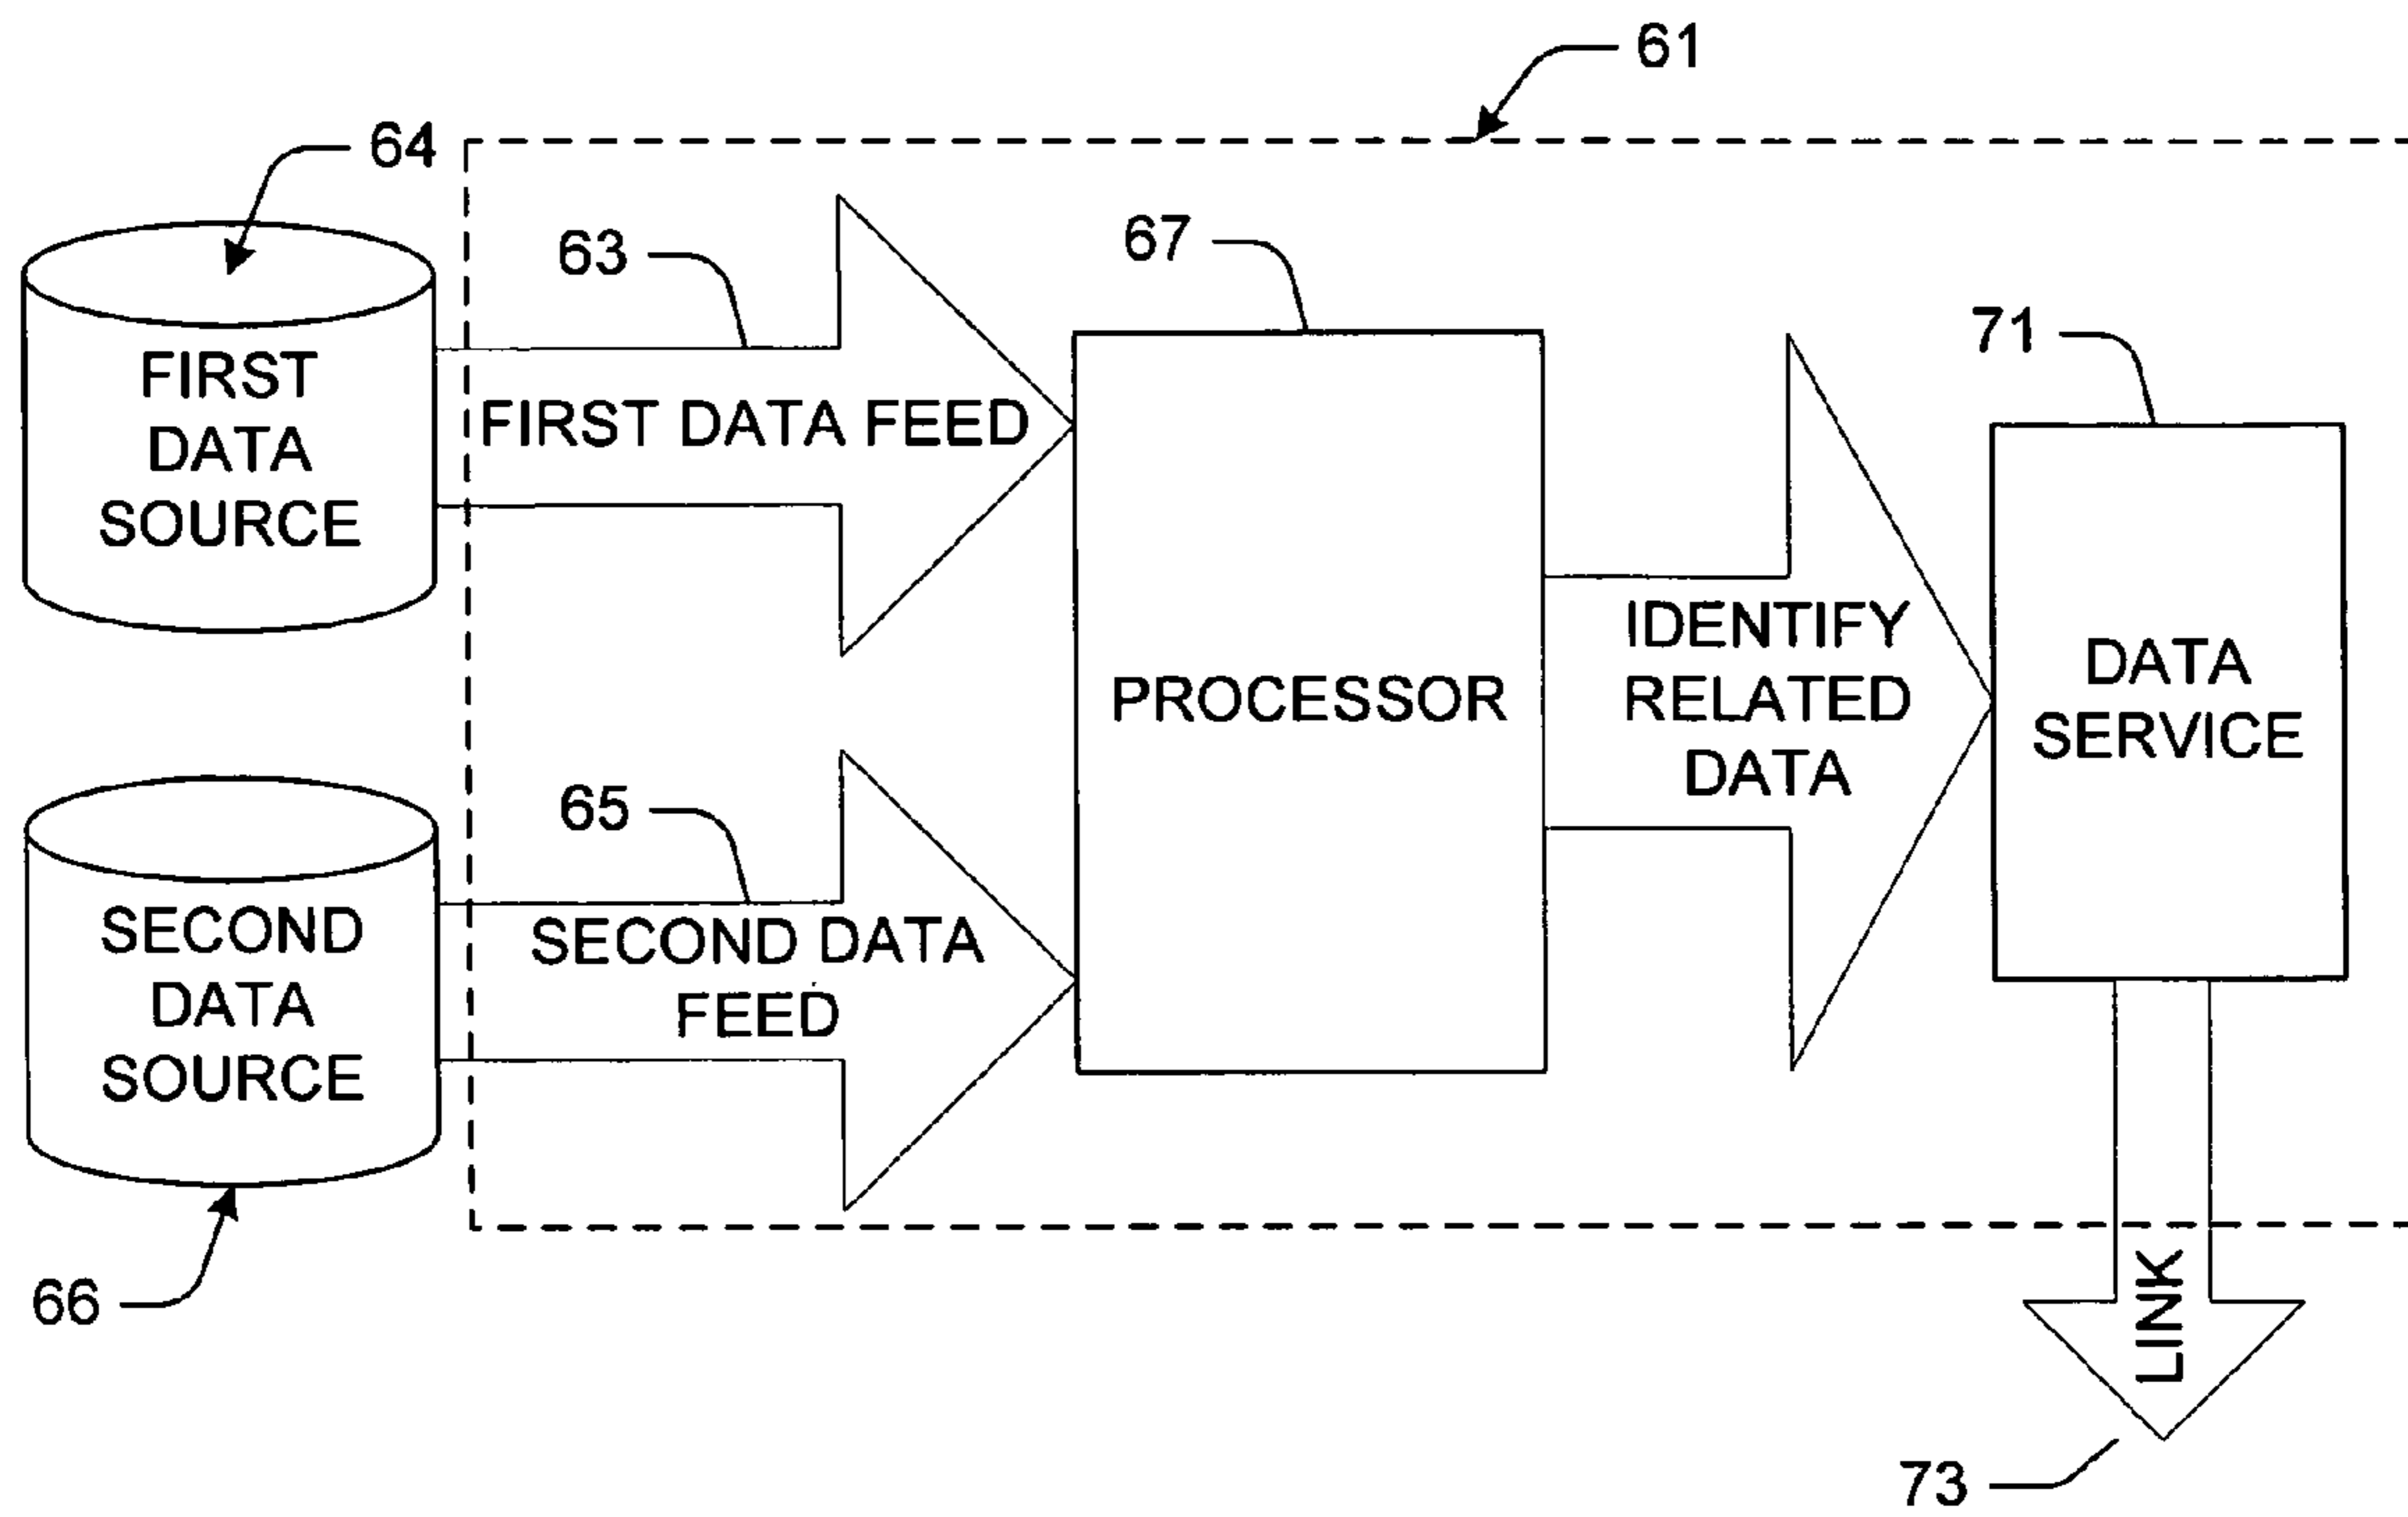 61
64
63
67
71
FIRST
DATA
SOURCE
FIRST DATA FEED
IDENTIFY
RELATED
DATA
PROCESSOR
DATA
SERVICE
65
SECOND
DATA
SOURCE
SECOND DATA
FEED
66
LINK
73